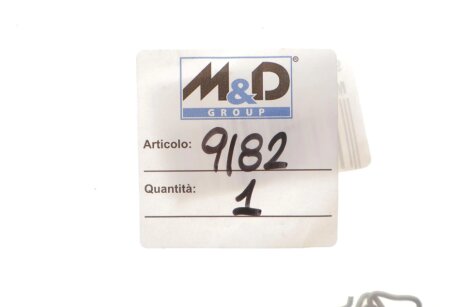 M&D®
GROUP
Articolo: 9182
Quantità: 1